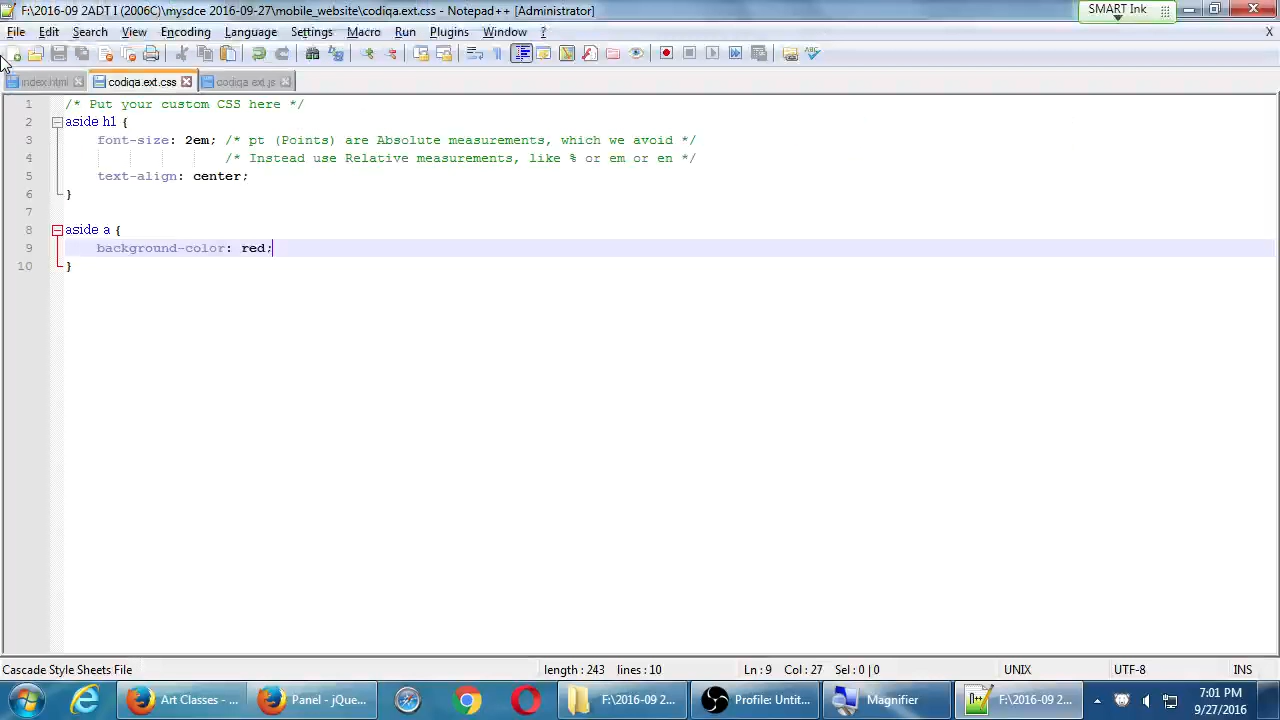 F:\2016-09 2ADT I (2006C)\mysdce 2016-09-27\mobile_website\codiqa.ext.css - Notepad++ [Administrator]
SMART Ink
File Edit Search View Encoding Language Settings Macro Run Plugins Window ? X
index.html codiqa.ext.css codiqa.ext.js
1 /* Put your custom CSS here */
2 aside h1 {
3 font-size: 2em; /* pt (Points) are Absolute measurements, which we avoid */
4 /* Instead use Relative measurements, like % or em or en */
5 text-align: center;
6 }
7
8 aside a {
9 background-color: red;
10 }
Cascade Style Sheets File length : 243 lines : 10 Ln : 9 Col : 27 Sel : 0 | 0 UNIX UTF-8 INS
Art Classes - ... Panel - jQue... F:\2016-09 2... Profile: Untit... Magnifier F:\2016-09 2... 7:01 PM
9/27/2016